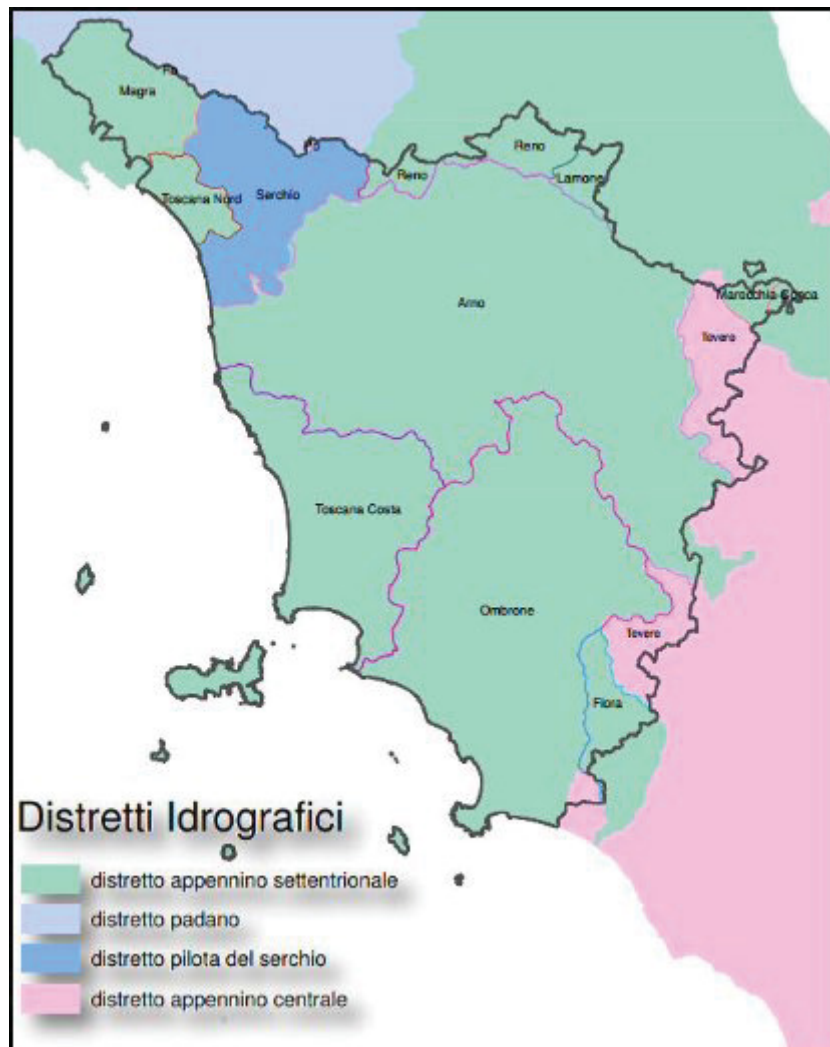 Po
Magra
Po
Reno
Reno
Lamone
Toscana Nord
Serchio
Arno
Marecchia-Conca
Tevere
Toscana Costa
Ombrone
Tevere
Fiora
Distretti Idrografici
distretto appennino settentrionale
distretto padano
distretto pilota del serchio
distretto appennino centrale